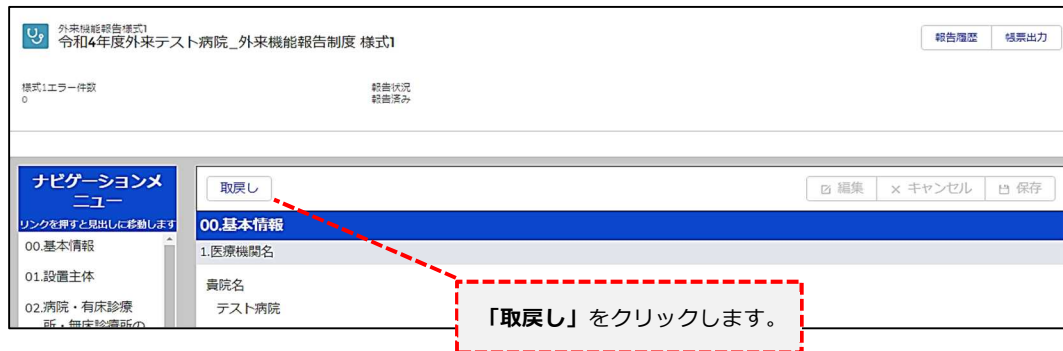 外来機能報告様式1
令和4年度外来テスト病院_外来機能報告制度 様式1
報告履歴
帳票出力
様式1エラー件数
0
報告状況
報告済み
ナビゲーションメ
ニュー
リンクを押すと見出しに移動します
00.基本情報
01.設置主体
02.病院・有床診療
所・無床診療所の
取戻し
編集
× キャンセル
保存
00.基本情報
1.医療機関名
貴院名
テスト病院
「取戻し」をクリックします。